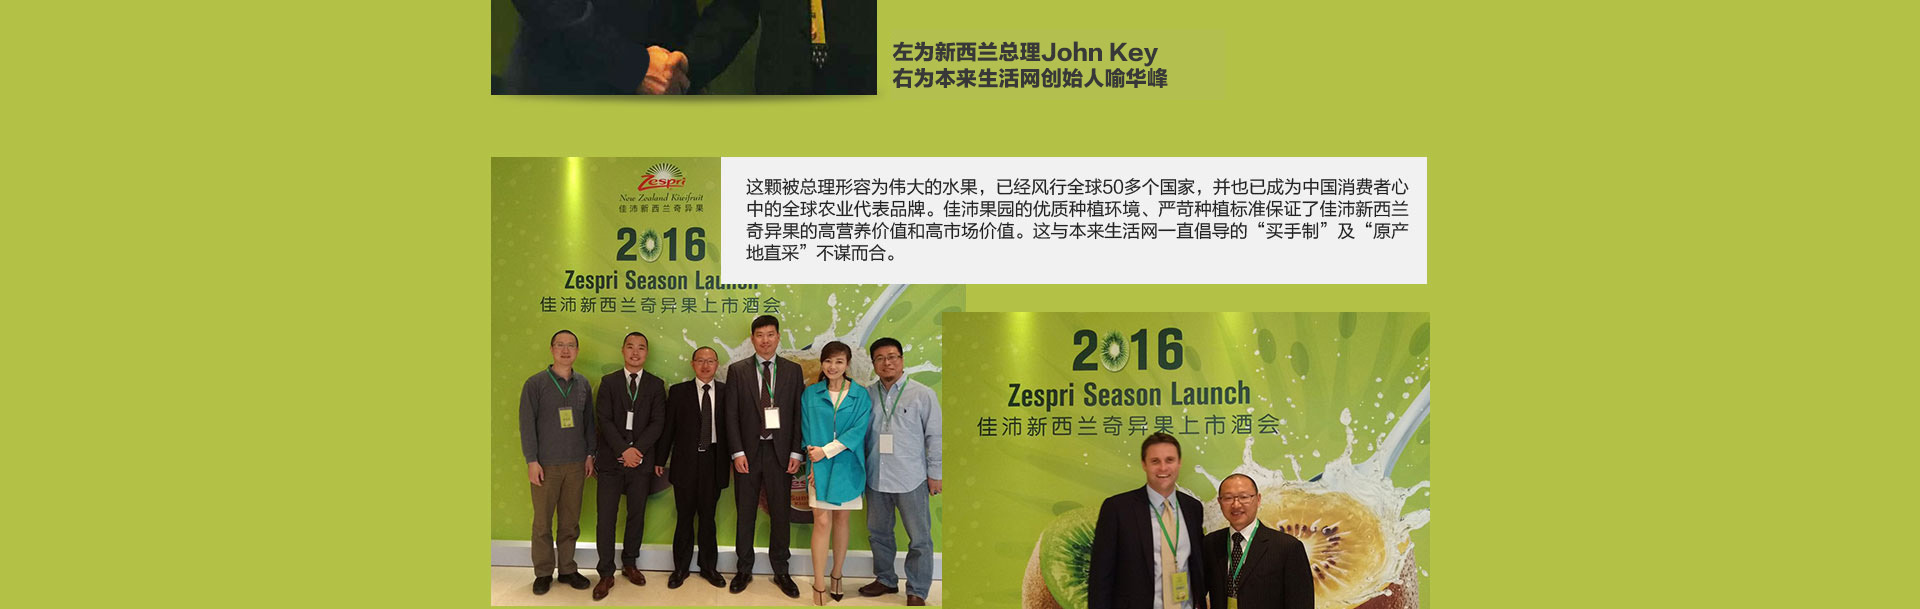 左为新西兰总理John Key
右为本来生活网创始人喻华峰
这颗被总理形容为伟大的水果，已经风行全球50多个国家，并也已成为中国消费者心
中的全球农业代表品牌。佳沛果园的优质种植环境、严苛种植标准保证了佳沛新西兰
奇异果的高营养价值和高市场价值。这与本来生活网一直倡导的“买手制”及“原产
地直采”不谋而合。
Zespri
New Zealand Kiwifruit
佳沛新西兰奇异果
2016
Zespri Season Launch
佳沛新西兰奇异果上市酒会
2016
Zespri Season Launch
佳沛新西兰奇异果上市酒会